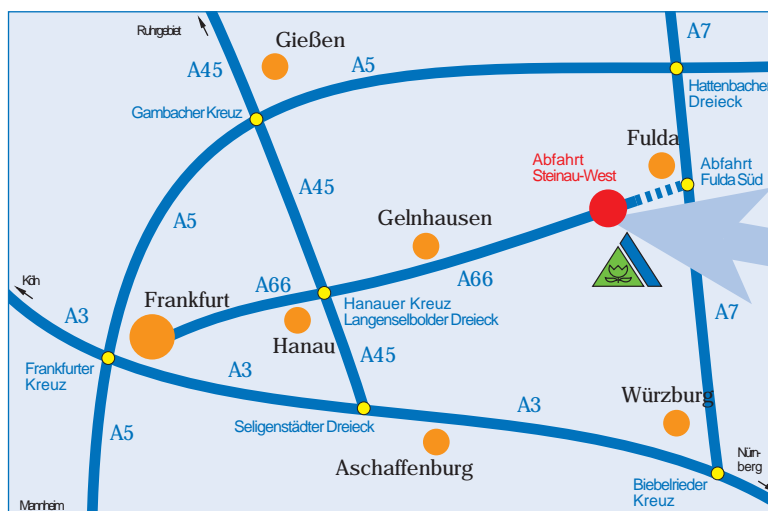 Ruhrgebiet
A45
Gießen
A5
A7
Gambacher Kreuz
Hattenbacher
Dreieck
Fulda
Abfahrt
Steinau-West
Abfahrt
Fulda Süd
A45
A5
Gelnhausen
Köln
A66
A66
Frankfurt
A3
Hanauer Kreuz
Langenselbolder Dreieck
A7
Hanau
A45
Frankfurter
Kreuz
A3
A5
Seligenstädter Dreieck
A3
Würzburg
Aschaffenburg
Nürn-
berg
Biebelrieder
Kreuz
Mannheim